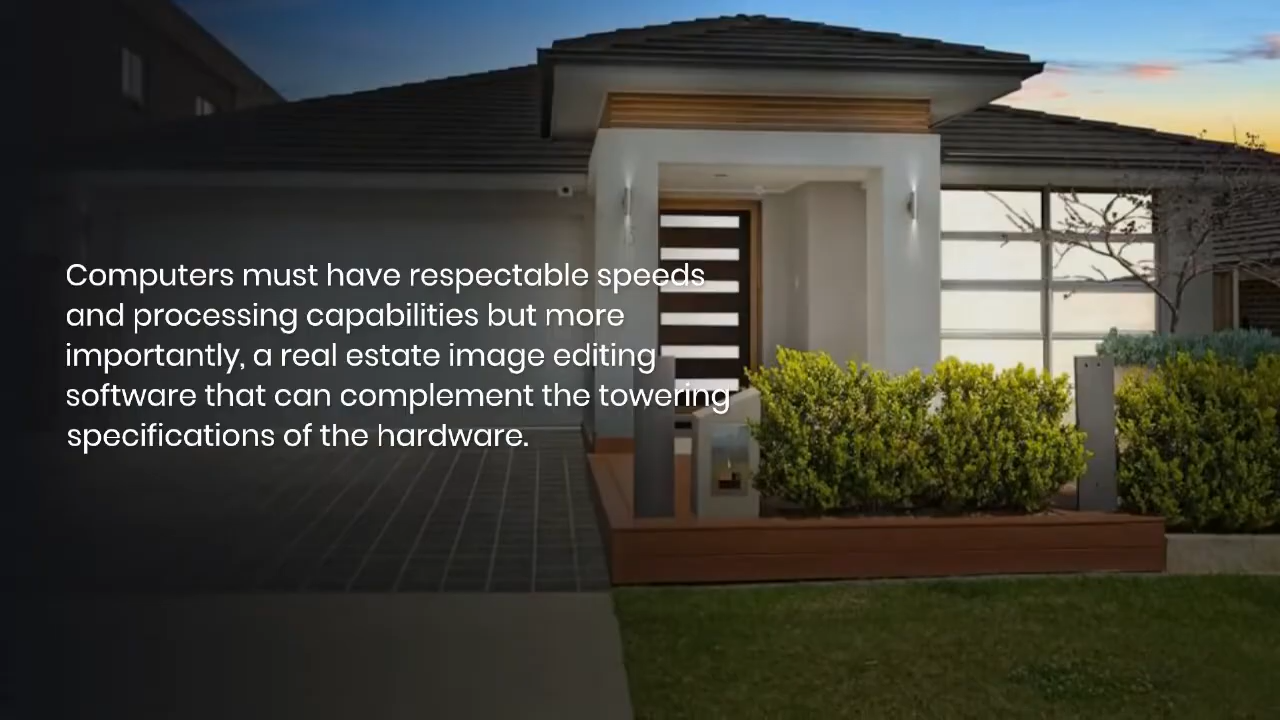 Computers must have respectable speeds
and processing capabilities but more
importantly, a real estate image editing
software that can complement the towering
specifications of the hardware.